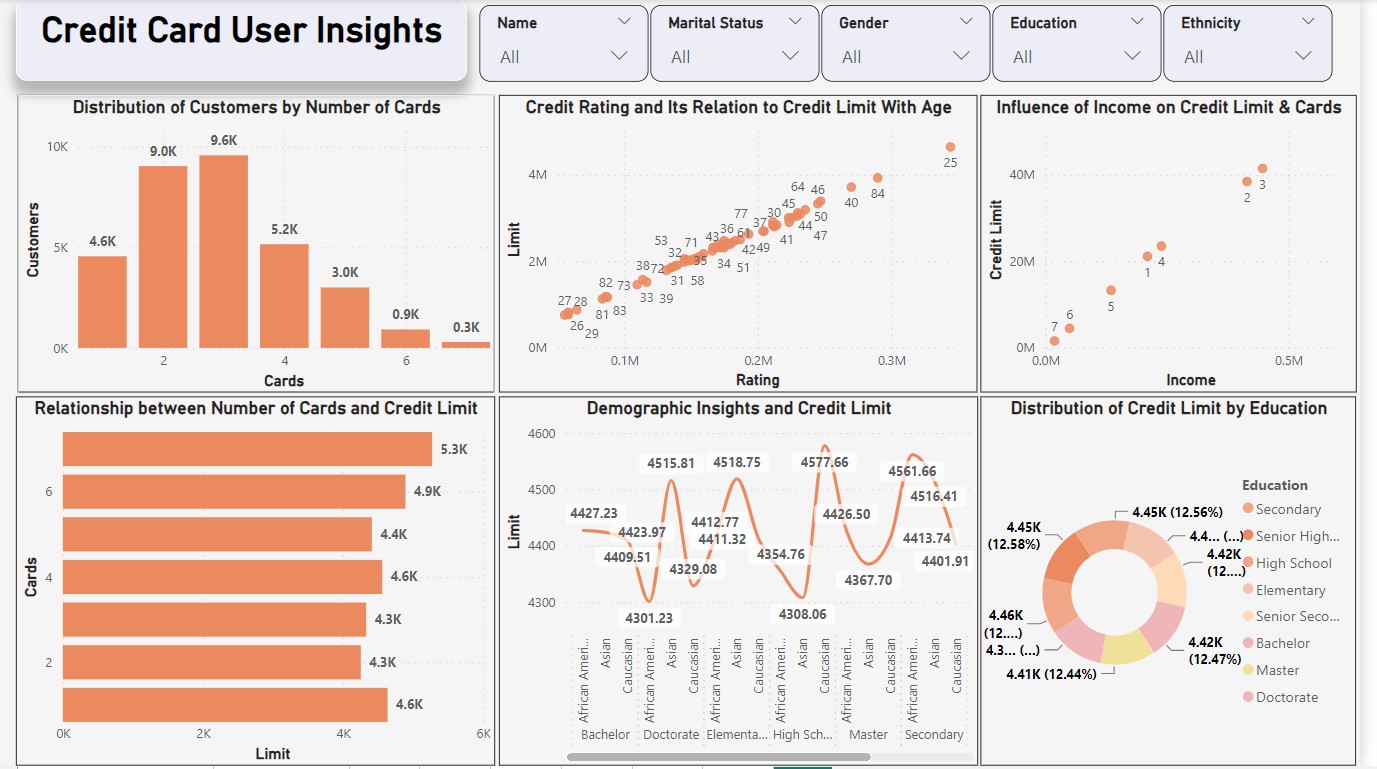 Credit Card User Insights
Name
All
Marital Status
All
Gender
All
Education
All
Ethnicity
All
Distribution of Customers by Number of Cards
Customers
10K
5K
0K
4.6K
9.0K
9.6K
5.2K
3.0K
0.9K
0.3K
2
4
6
Cards
Credit Rating and Its Relation to Credit Limit With Age
Limit
4M
2M
0M
25
84
40
64
46
45
50
30
44
47
77
37
41
36
61
43
42
49
53
71
32
35
34
51
38
72
31
58
82
73
33
39
27
28
81
83
26
29
0.1M
0.2M
0.3M
Rating
Influence of Income on Credit Limit & Cards
Credit Limit
40M
20M
0M
3
2
4
1
5
6
7
0.0M
0.5M
Income
Relationship between Number of Cards and Credit Limit
Cards
6
4
2
5.3K
4.9K
4.4K
4.6K
4.3K
4.3K
4.6K
0K
2K
4K
6K
Limit
Demographic Insights and Credit Limit
Limit
4600
4500
4400
4300
4427.23
4423.97
4409.51
4301.23
4515.81
4329.08
4412.77
4411.32
4518.75
4354.76
4308.06
4577.66
4426.50
4367.70
4561.66
4516.41
4413.74
4401.91
African Ameri...
Asian
Caucasian
African Ameri...
Asian
Caucasian
African Ameri...
Asian
Caucasian
African Ameri...
Asian
Caucasian
African Ameri...
Asian
Caucasian
African Ameri...
Asian
Caucasian
Bachelor
Doctorate
Elementa...
High Sch...
Master
Secondary
Distribution of Credit Limit by Education
4.45K (12.56%)
4.4... (...)
4.42K
(12....)
4.42K
(12.47%)
4.41K (12.44%)
4.3... (...)
4.46K
(12....)
4.45K
(12.58%)
Education
Secondary
Senior High...
High School
Elementary
Senior Seco...
Bachelor
Master
Doctorate